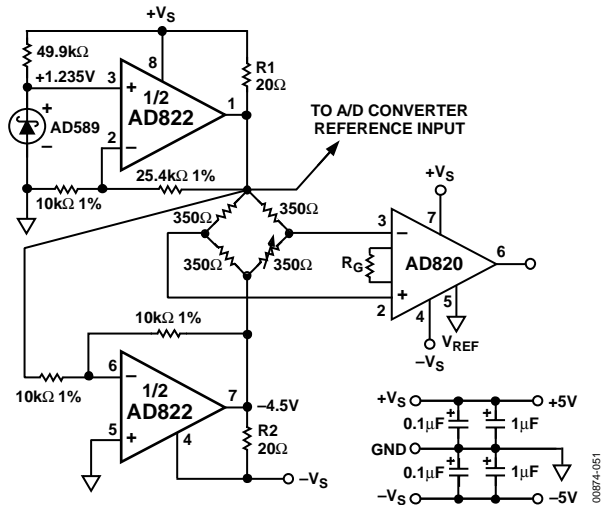 +VS
49.9kΩ
+1.235V
R1
20Ω
8
3
+
1/2
AD822
1
+
AD589
−
2
−
TO A/D CONVERTER
REFERENCE INPUT
10kΩ 1%
25.4kΩ 1%
+VS
350Ω
350Ω
3
−
7
RG
AD820
6
350Ω
350Ω
+
2
4
5
VREF
−VS
10kΩ 1%
10kΩ 1%
6
−
1/2
AD822
7
−4.5V
5
+
4
R2
20Ω
−VS
+VS
+5V
0.1µF
+
+
1µF
GND
0.1µF
+
+
1µF
−VS
−5V
00874-051